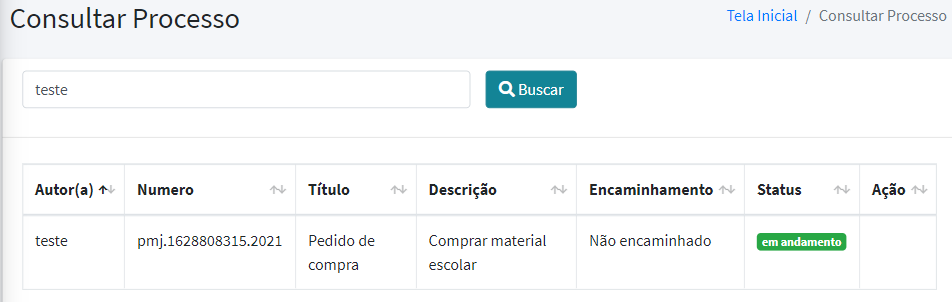 Consultar Processo
Tela Inicial / Consultar Processo
teste
Buscar
Autor(a) Numero Título Descrição Encaminhamento Status Ação
teste pmj.1628808315.2021 Pedido de Comprar material Não encaminhado em andamento
compra escolar